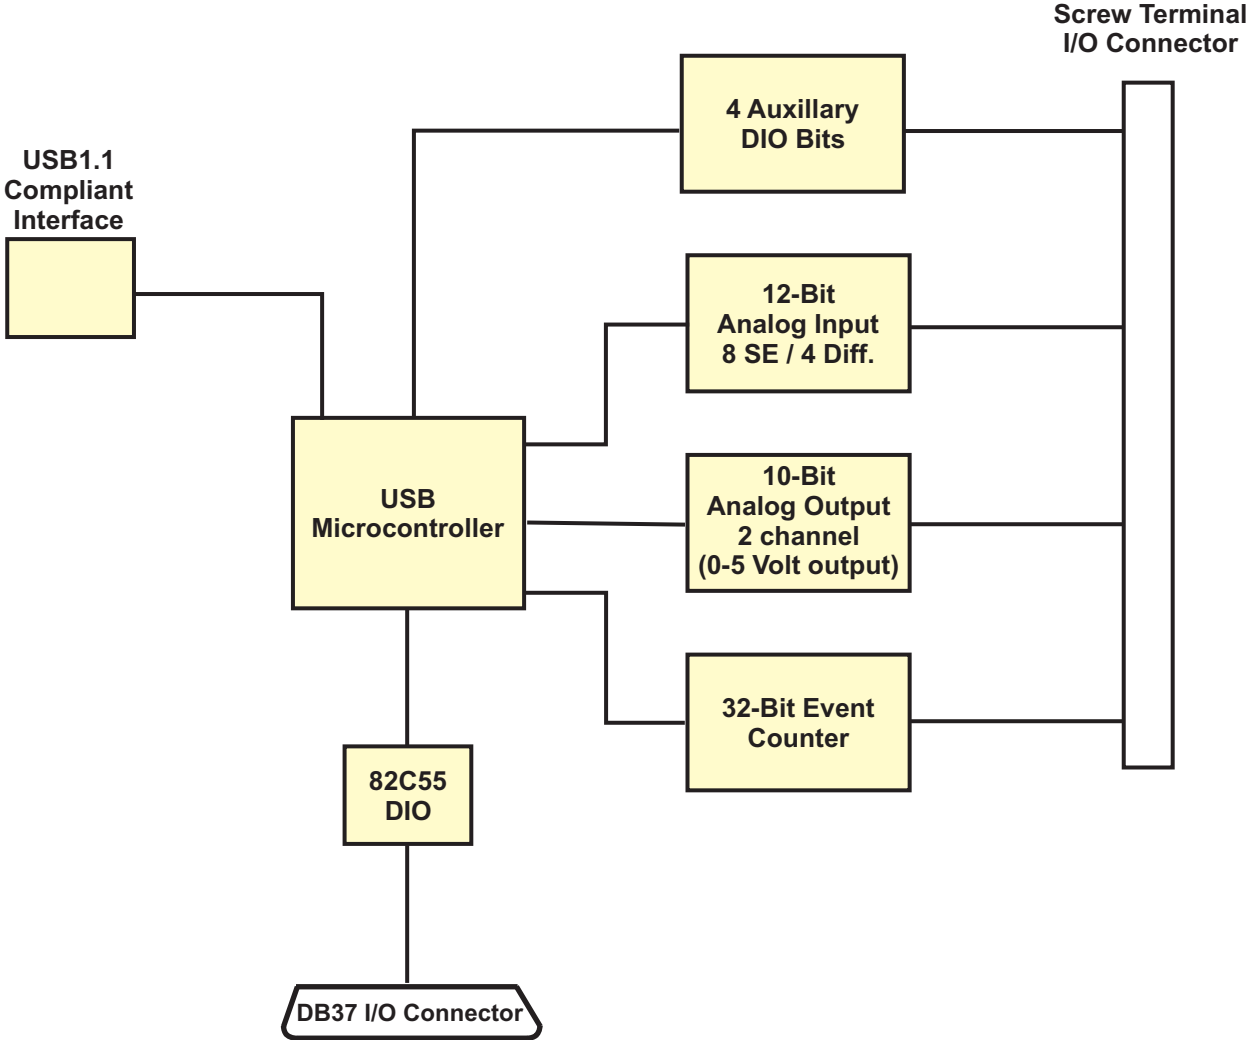 Screw Terminal
I/O Connector
4 Auxillary
DIO Bits
USB1.1
Compliant
Interface
12-Bit
Analog Input
8 SE / 4 Diff.
USB
Microcontroller
10-Bit
Analog Output
2 channel
(0-5 Volt output)
32-Bit Event
Counter
82C55
DIO
DB37 I/O Connector